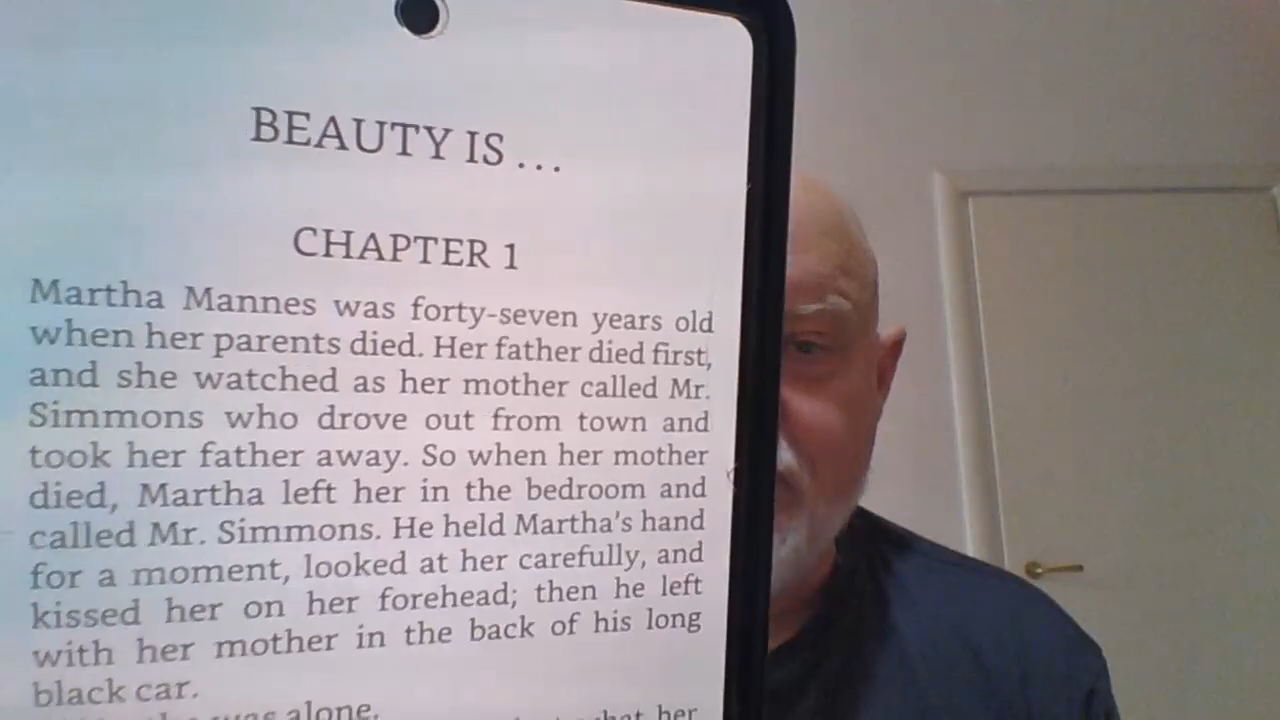 BEAUTY IS ...
CHAPTER 1
Martha Mannes was forty-seven years old
when her parents died. Her father died first,
and she watched as her mother called Mr.
Simmons who drove out from town and
took her father away. So when her mother
died, Martha left her in the bedroom and
called Mr. Simmons. He held Martha's hand
for a moment, looked at her carefully, and
kissed her on her forehead; then he left
with her mother in the back of his long
black car.
was alone. her